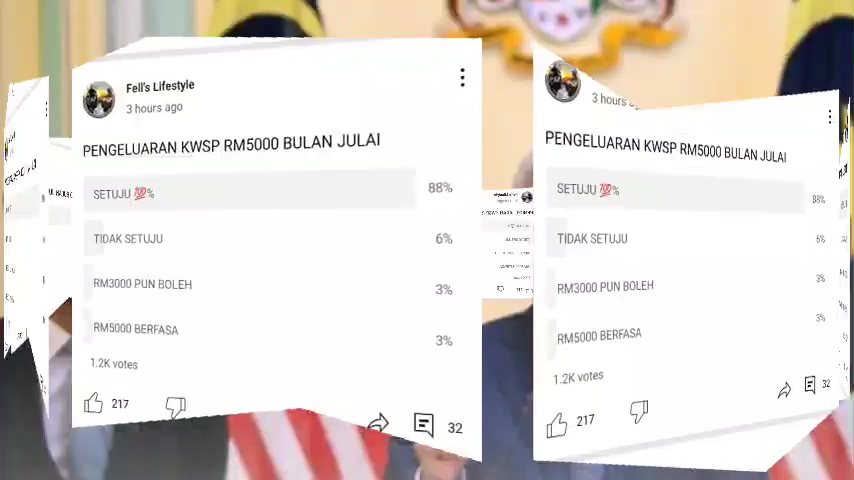 Fell's Lifestyle
3 hours ago
PENGELUARAN KWSP RM5000 BULAN JULAI
SETUJU 💯%
88%
TIDAK SETUJU
6%
RM3000 PUN BOLEH
3%
RM5000 BERFASA
3%
1.2K votes
217
32
3 hours
PENGELUARAN KWSP RM5000 BULAN JULAI
SETUJU 💯%
88%
TIDAK SETUJU
6%
RM3000 PUN BOLEH
3%
RM5000 BERFASA
3%
1.2K votes
217
32